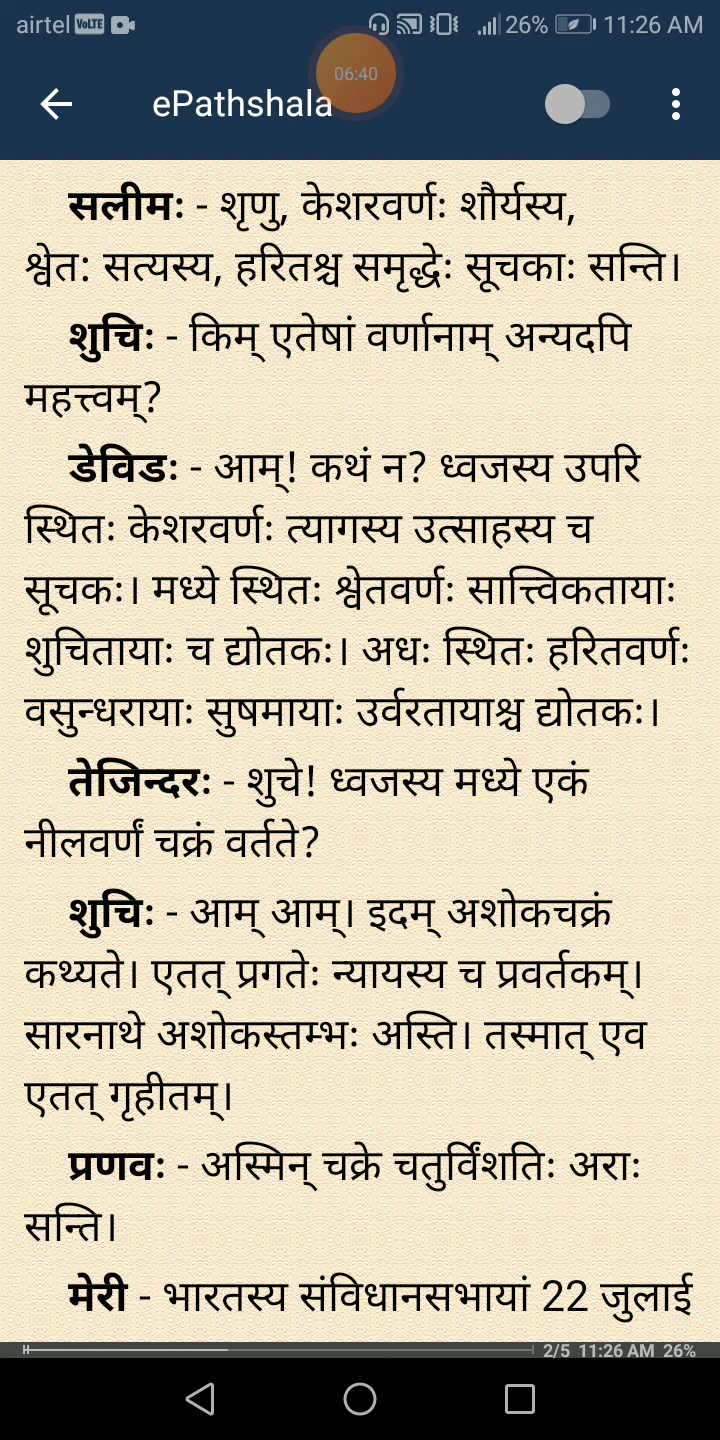 airtel VoLTE 26% 11:26 AM
06:40
ePathshala
सलीमः - शृणु, केशरवर्णः शौर्यस्य,
श्वेत: सत्यस्य, हरितश्च समृद्धेः सूचकाः सन्ति।
शुचिः - किम् एतेषां वर्णानाम् अन्यदपि
महत्त्वम्?
डेविडः - आम्! कथं न? ध्वजस्य उपरि
स्थितः केशरवर्णः त्यागस्य उत्साहस्य च
सूचकः। मध्ये स्थितः श्वेतवर्णः सात्त्विकतायाः
शुचितायाः च द्योतकः। अधः स्थितः हरितवर्णः
वसुन्धरायाः सुषमायाः उर्वरतायाश्च द्योतकः।
तेजिन्दरः - शुचे! ध्वजस्य मध्ये एकं
नीलवर्णं चक्रं वर्तते?
शुचिः - आम् आम्। इदम् अशोकचक्रं
कथ्यते। एतत् प्रगतेः न्यायस्य च प्रवर्तकम्।
सारनाथे अशोकस्तम्भः अस्ति। तस्मात् एव
एतत् गृहीतम्।
प्रणवः - अस्मिन् चक्रे चतुर्विंशतिः अराः
सन्ति।
मेरी - भारतस्य संविधानसभायां 22 जुलाई
2/5 11:26 AM 26%